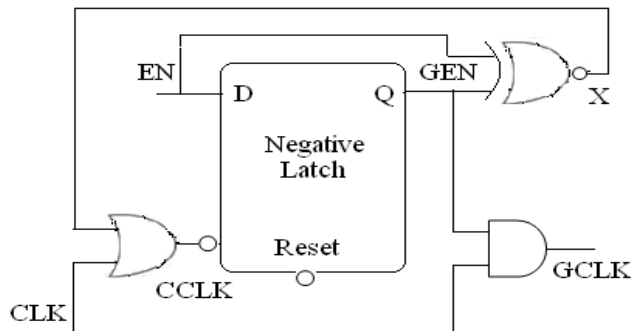 EN
GEN
D
Q
X
Negative
Latch
Reset
CCLK
GCLK
CLK